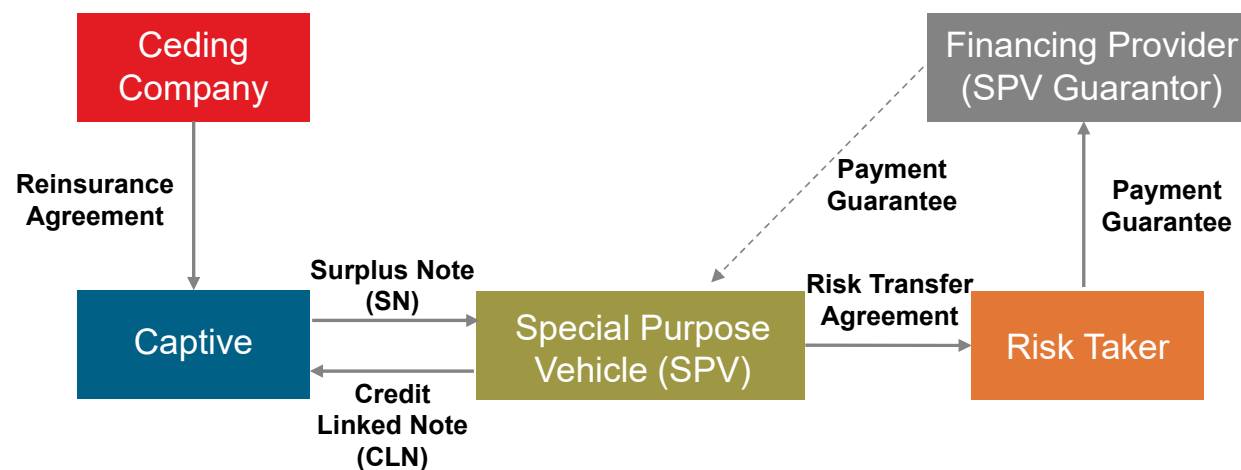 Ceding
Company
Financing Provider
(SPV Guarantor)
Reinsurance
Agreement
Payment
Guarantee
Payment
Guarantee
Surplus Note
(SN)
Risk Transfer
Agreement
Captive
Special Purpose
Vehicle (SPV)
Risk Taker
Credit
Linked Note
(CLN)